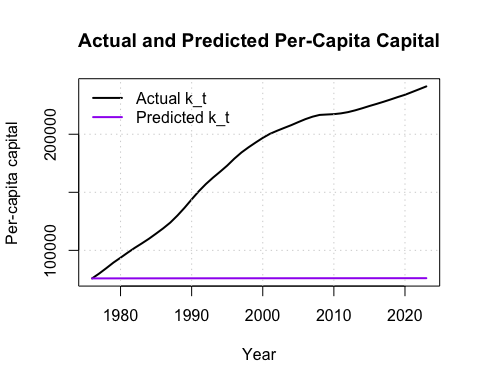 Actual and Predicted Per-Capita Capital
Actual k_t
Predicted k_t
Per-capita capital
200000
100000
1980 1990 2000 2010 2020
Year